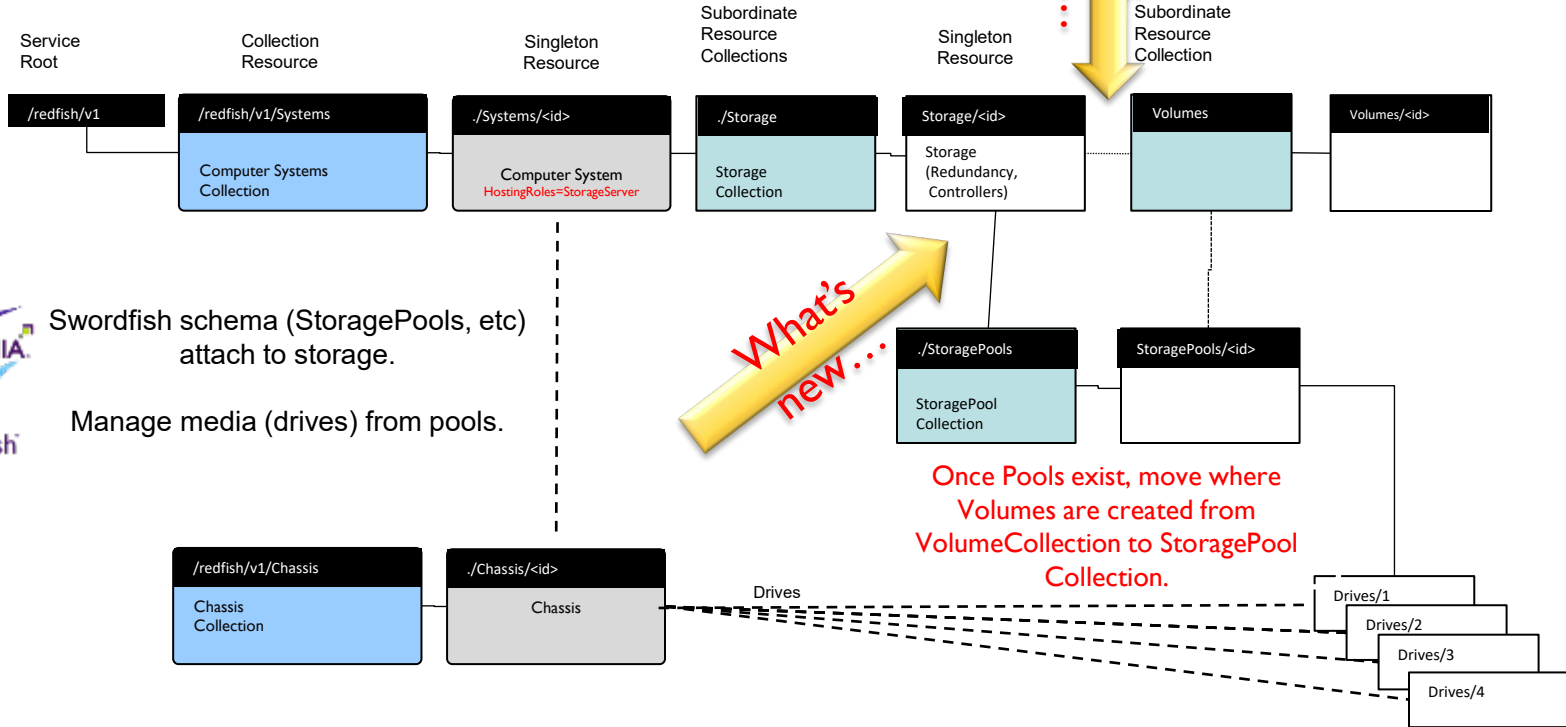 Service
Root
Collection
Resource
Singleton
Resource
Subordinate
Resource
Collections
Singleton
Resource
Subordinate
Resource
Collection
/redfish/v1
/redfish/v1/Systems
Computer Systems
Collection
./Systems/<id>
Computer System
HostingRoles=StorageServer
./Storage
Storage
Collection
Storage/<id>
Storage
(Redundancy,
Controllers)
Volumes
Volumes/<id>
Swordfish schema (StoragePools, etc)
attach to storage.
Manage media (drives) from pools.
What's
new...
./StoragePools
StoragePool
Collection
StoragePools/<id>
Once Pools exist, move where
Volumes are created from
VolumeCollection to StoragePool
Collection.
/redfish/v1/Chassis
Chassis
Collection
./Chassis/<id>
Chassis
Drives
Drives/1
Drives/2
Drives/3
Drives/4